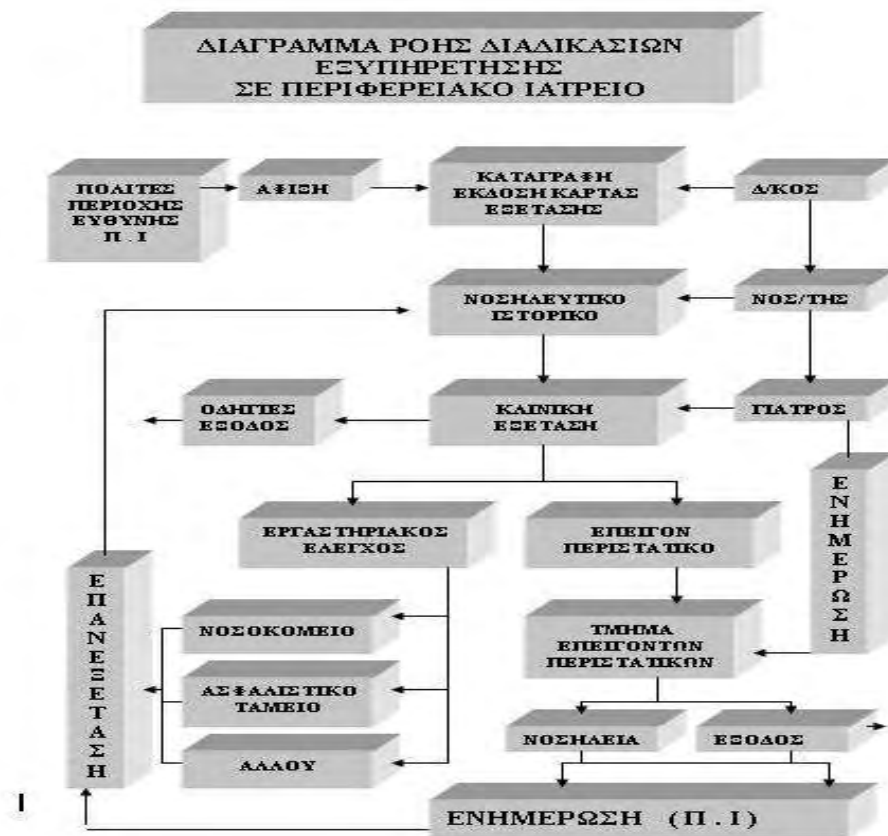 ΔΙΑΓΡΑΜΜΑ ΡΟΗΣ ΔΙΑΔΙΚΑΣΙΩΝ
ΕΞΥΠΗΡΕΤΗΣΗΣ
ΣΕ ΠΕΡΙΦΕΡΕΙΑΚΟ ΙΑΤΡΕΙΟ
ΠΟΛΙΤΕΣ
ΠΕΡΙΟΧΗΣ
ΕΥΘΥΝΗΣ
Π . Ι
ΑΦΙΞΗ
ΚΑΤΑΓΡΑΦΗ
ΕΚΔΟΣΗ ΚΑΡΤΑΣ
ΕΞΕΤΑΣΗΣ
Δ/ΚΟΣ
ΝΟΣΗΛΕΥΤΙΚΟ
ΙΣΤΟΡΙΚΟ
ΝΟΣ/ΤΗΣ
ΟΔΗΓΙΕΣ
ΕΞΟΔΟΣ
ΚΛΙΝΙΚΗ
ΕΞΕΤΑΣΗ
ΓΙΑΤΡΟΣ
ΕΝΗΜΕΡΩΣΗ
ΕΡΓΑΣΤΗΡΙΑΚΟΣ
ΕΛΕΓΧΟΣ
ΕΠΕΙΓΟΝ
ΠΕΡΙΣΤΑΤΙΚΟ
ΕΠΑΝΕΞΕΤΑΣΗ
ΝΟΣΟΚΟΜΕΙΟ
ΑΣΦΑΛΙΣΤΙΚΟ
ΤΑΜΕΙΟ
ΑΛΛΟΥ
ΤΜΗΜΑ
ΕΠΕΙΓΟΝΤΩΝ
ΠΕΡΙΣΤΑΤΙΚΩΝ
ΝΟΣΗΛΕΙΑ
ΕΞΟΔΟΣ
ΕΝΗΜΕΡΩΣΗ (Π . Ι)